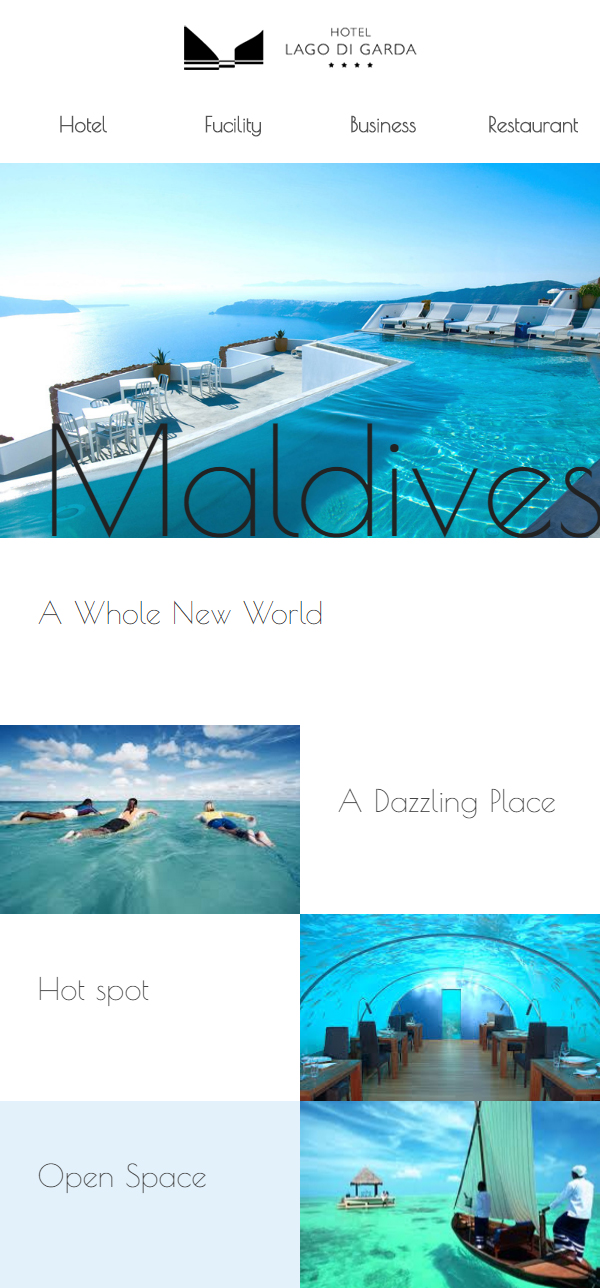 HOTEL
LAGO DI GARDA
Hotel
Fucility
Business
Restaurant
Maldives
A Whole New World
A Dazzling Place
Hot spot
Open Space